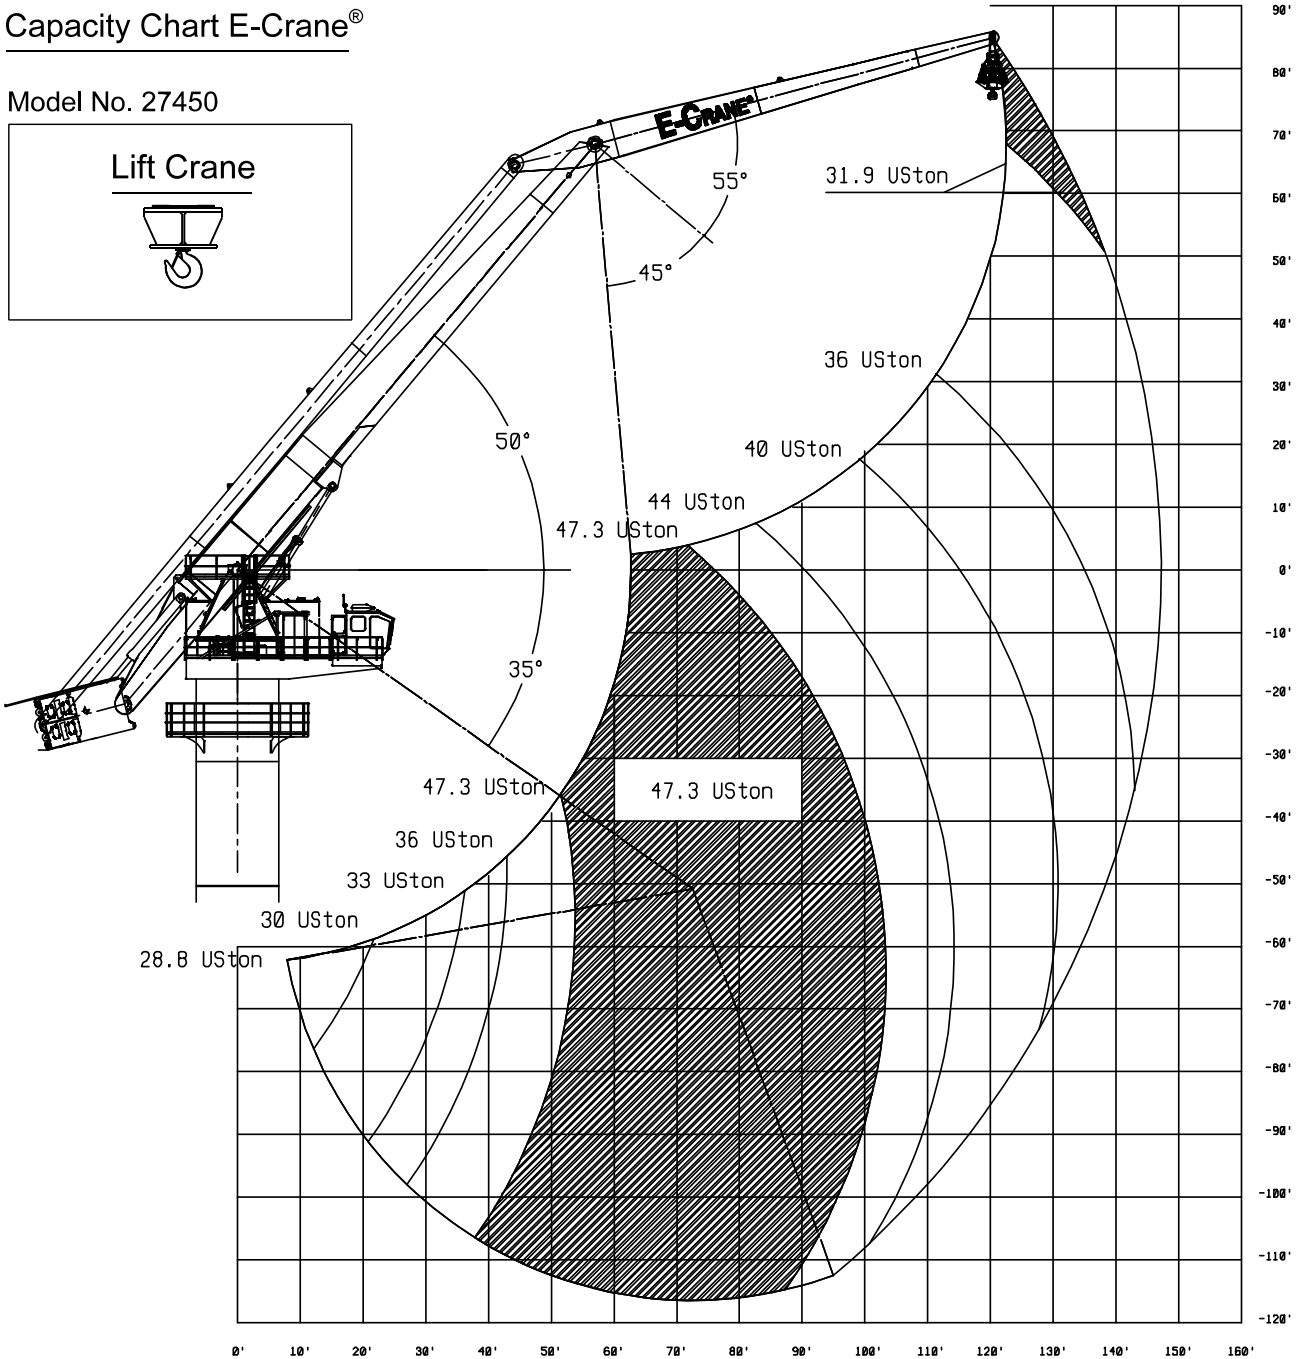 Capacity Chart E-Crane®
Model No. 27450
Lift Crane
E-CRANE®
55°
45°
31.9 USton
36 USton
50°
40 USton
44 USton
47.3 USton
35°
47.3 USton
47.3 USton
36 USton
33 USton
30 USton
28.8 USton
90'
80'
70'
60'
50'
40'
30'
20'
10'
0'
-10'
-20'
-30'
-40'
-50'
-60'
-70'
-80'
-90'
-100'
-110'
-120'
0' 10' 20' 30' 40' 50' 60' 70' 80' 90' 100' 110' 120' 130' 140' 150' 160'